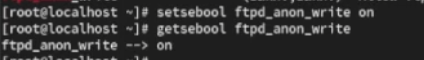 [root@localhost ~]# setsebool ftpd_anon_write on
[root@localhost ~]# getsebool ftpd_anon_write
ftpd_anon_write --> on